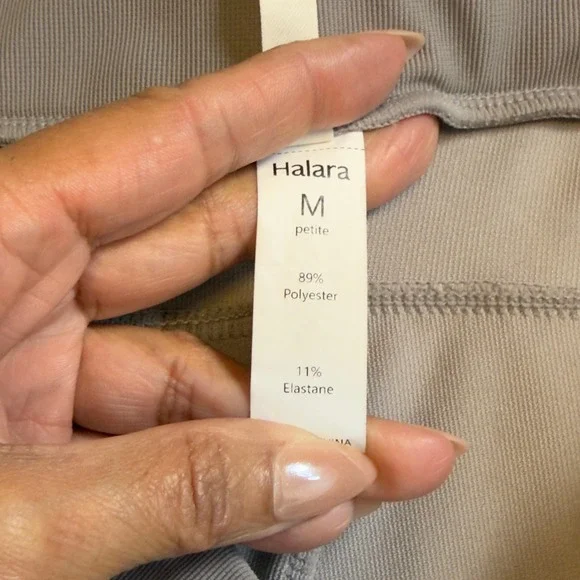 Halara
M
petite
89%
Polyester
11%
Elastane